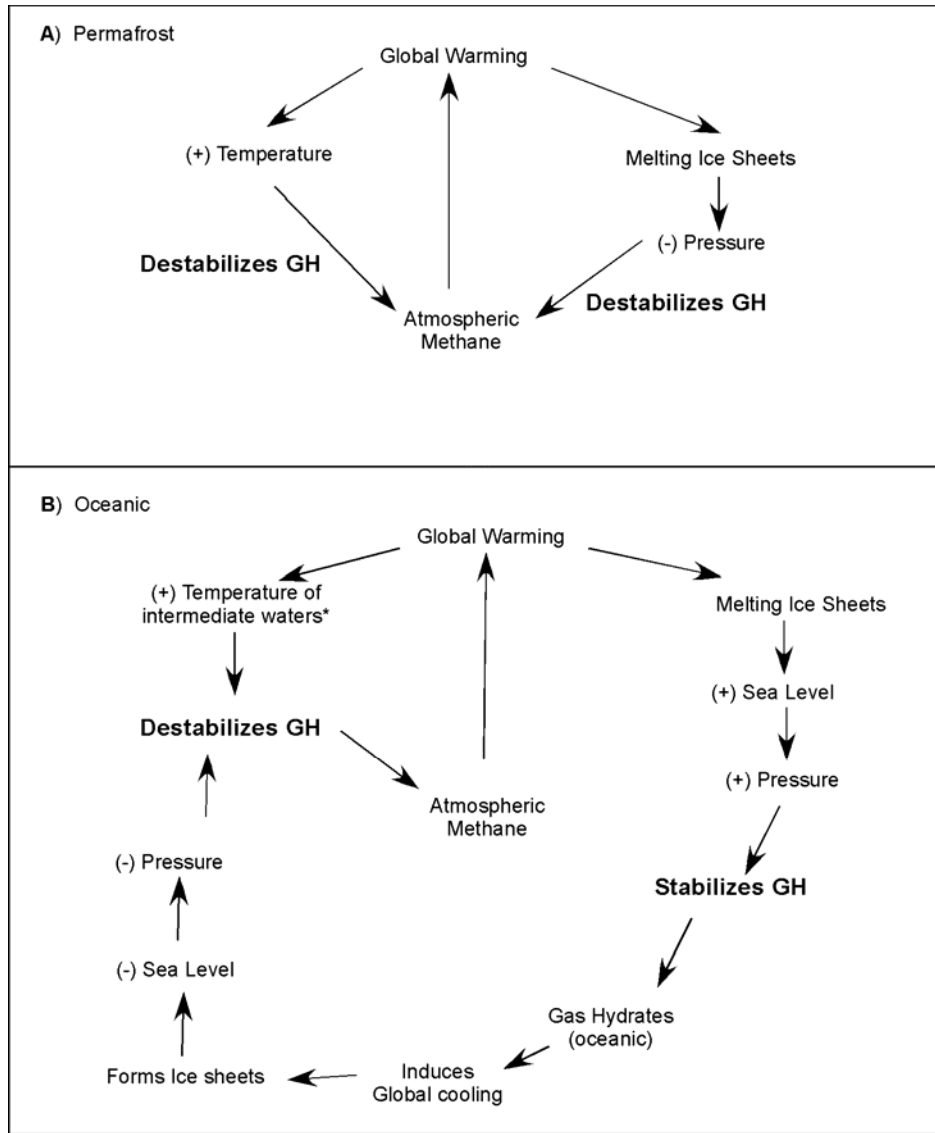 A) Permafrost
Global Warming
(+) Temperature
Melting Ice Sheets
(-) Pressure
Destabilizes GH
Destabilizes GH
Atmospheric
Methane
B) Oceanic
Global Warming
(+) Temperature of
intermediate waters*
Melting Ice Sheets
(+) Sea Level
Destabilizes GH
(+) Pressure
Atmospheric
Methane
(-) Pressure
Stabilizes GH
(-) Sea Level
Gas Hydrates
(oceanic)
Forms Ice sheets
Induces
Global cooling